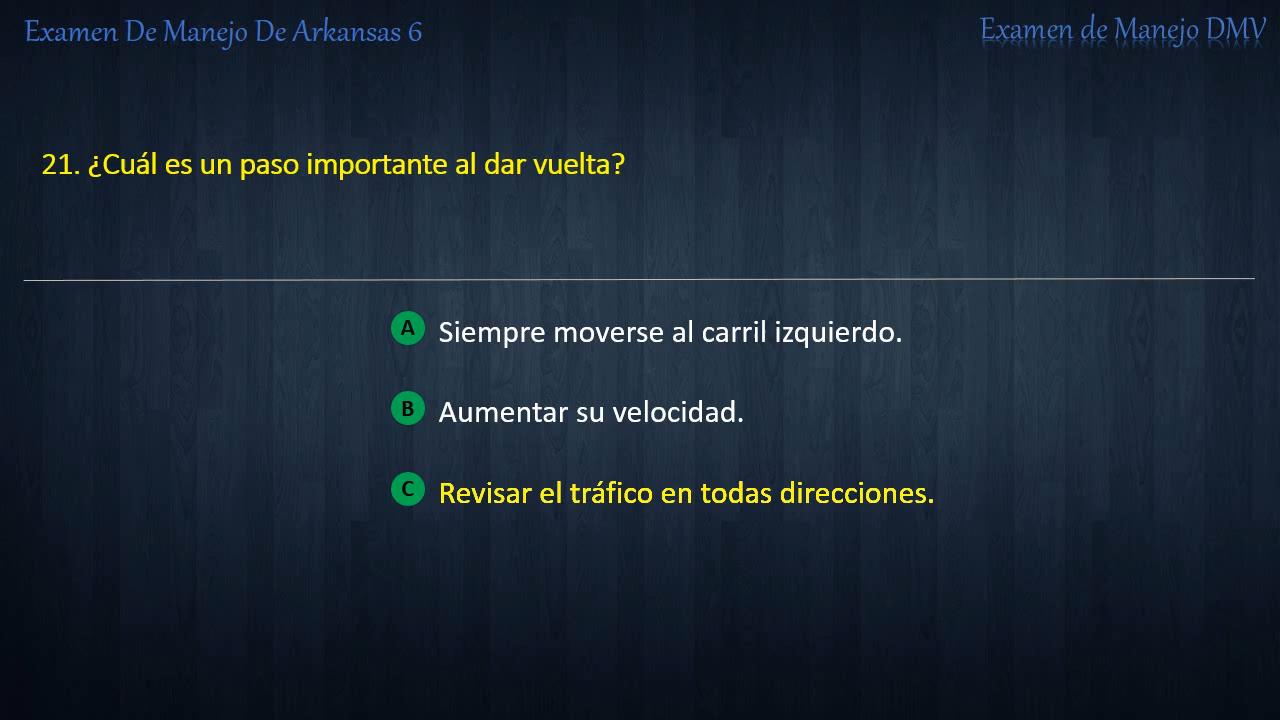 Examen De Manejo De Arkansas 6
Examen de Manejo DMV
21. ¿Cuál es un paso importante al dar vuelta?
A Siempre moverse al carril izquierdo.
B Aumentar su velocidad.
C Revisar el tráfico en todas direcciones.